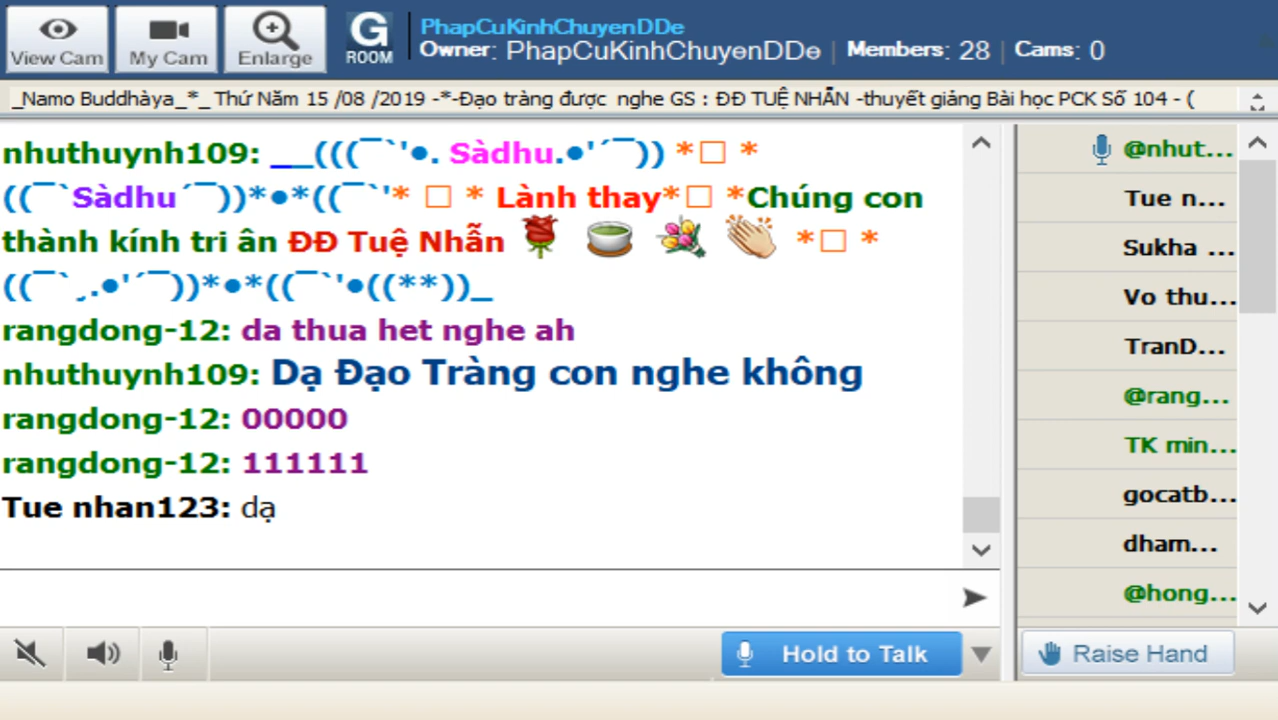 View Cam My Cam Enlarge G ROOM
PhapCuKinhChuyenDDe
Owner: PhapCuKinhChuyenDDe | Members: 28 | Cams: 0
_Namo Buddhàya_*_ Thứ Năm 15 /08 /2019 -*-Đạo tràng được nghe GS : ĐĐ TUỆ NHẪN -thuyết giảng Bài học PCK Số 104 - (
nhuthuynh109: __(((¯`'●. Sàdhu.●'´¯)) *□ *
((¯`Sàdhu´¯))*●*((¯`'* □ * Lành thay*□ *Chúng con
thành kính tri ân ĐĐ Tuệ Nhẫn 🌹 🍵 💐 👏 *□ *
((¯`¸.●'´¯))*●*((¯`'●((**))_
rangdong-12: da thua het nghe ah
nhuthuynh109: Dạ Đạo Tràng con nghe không
rangdong-12: 00000
rangdong-12: 111111
Tue nhan123: dạ
@nhut...
Tue n...
Sukha ...
Vo thu...
TranD...
@rang...
TK min...
gocatb...
dham...
@hong...
Hold to Talk
Raise Hand